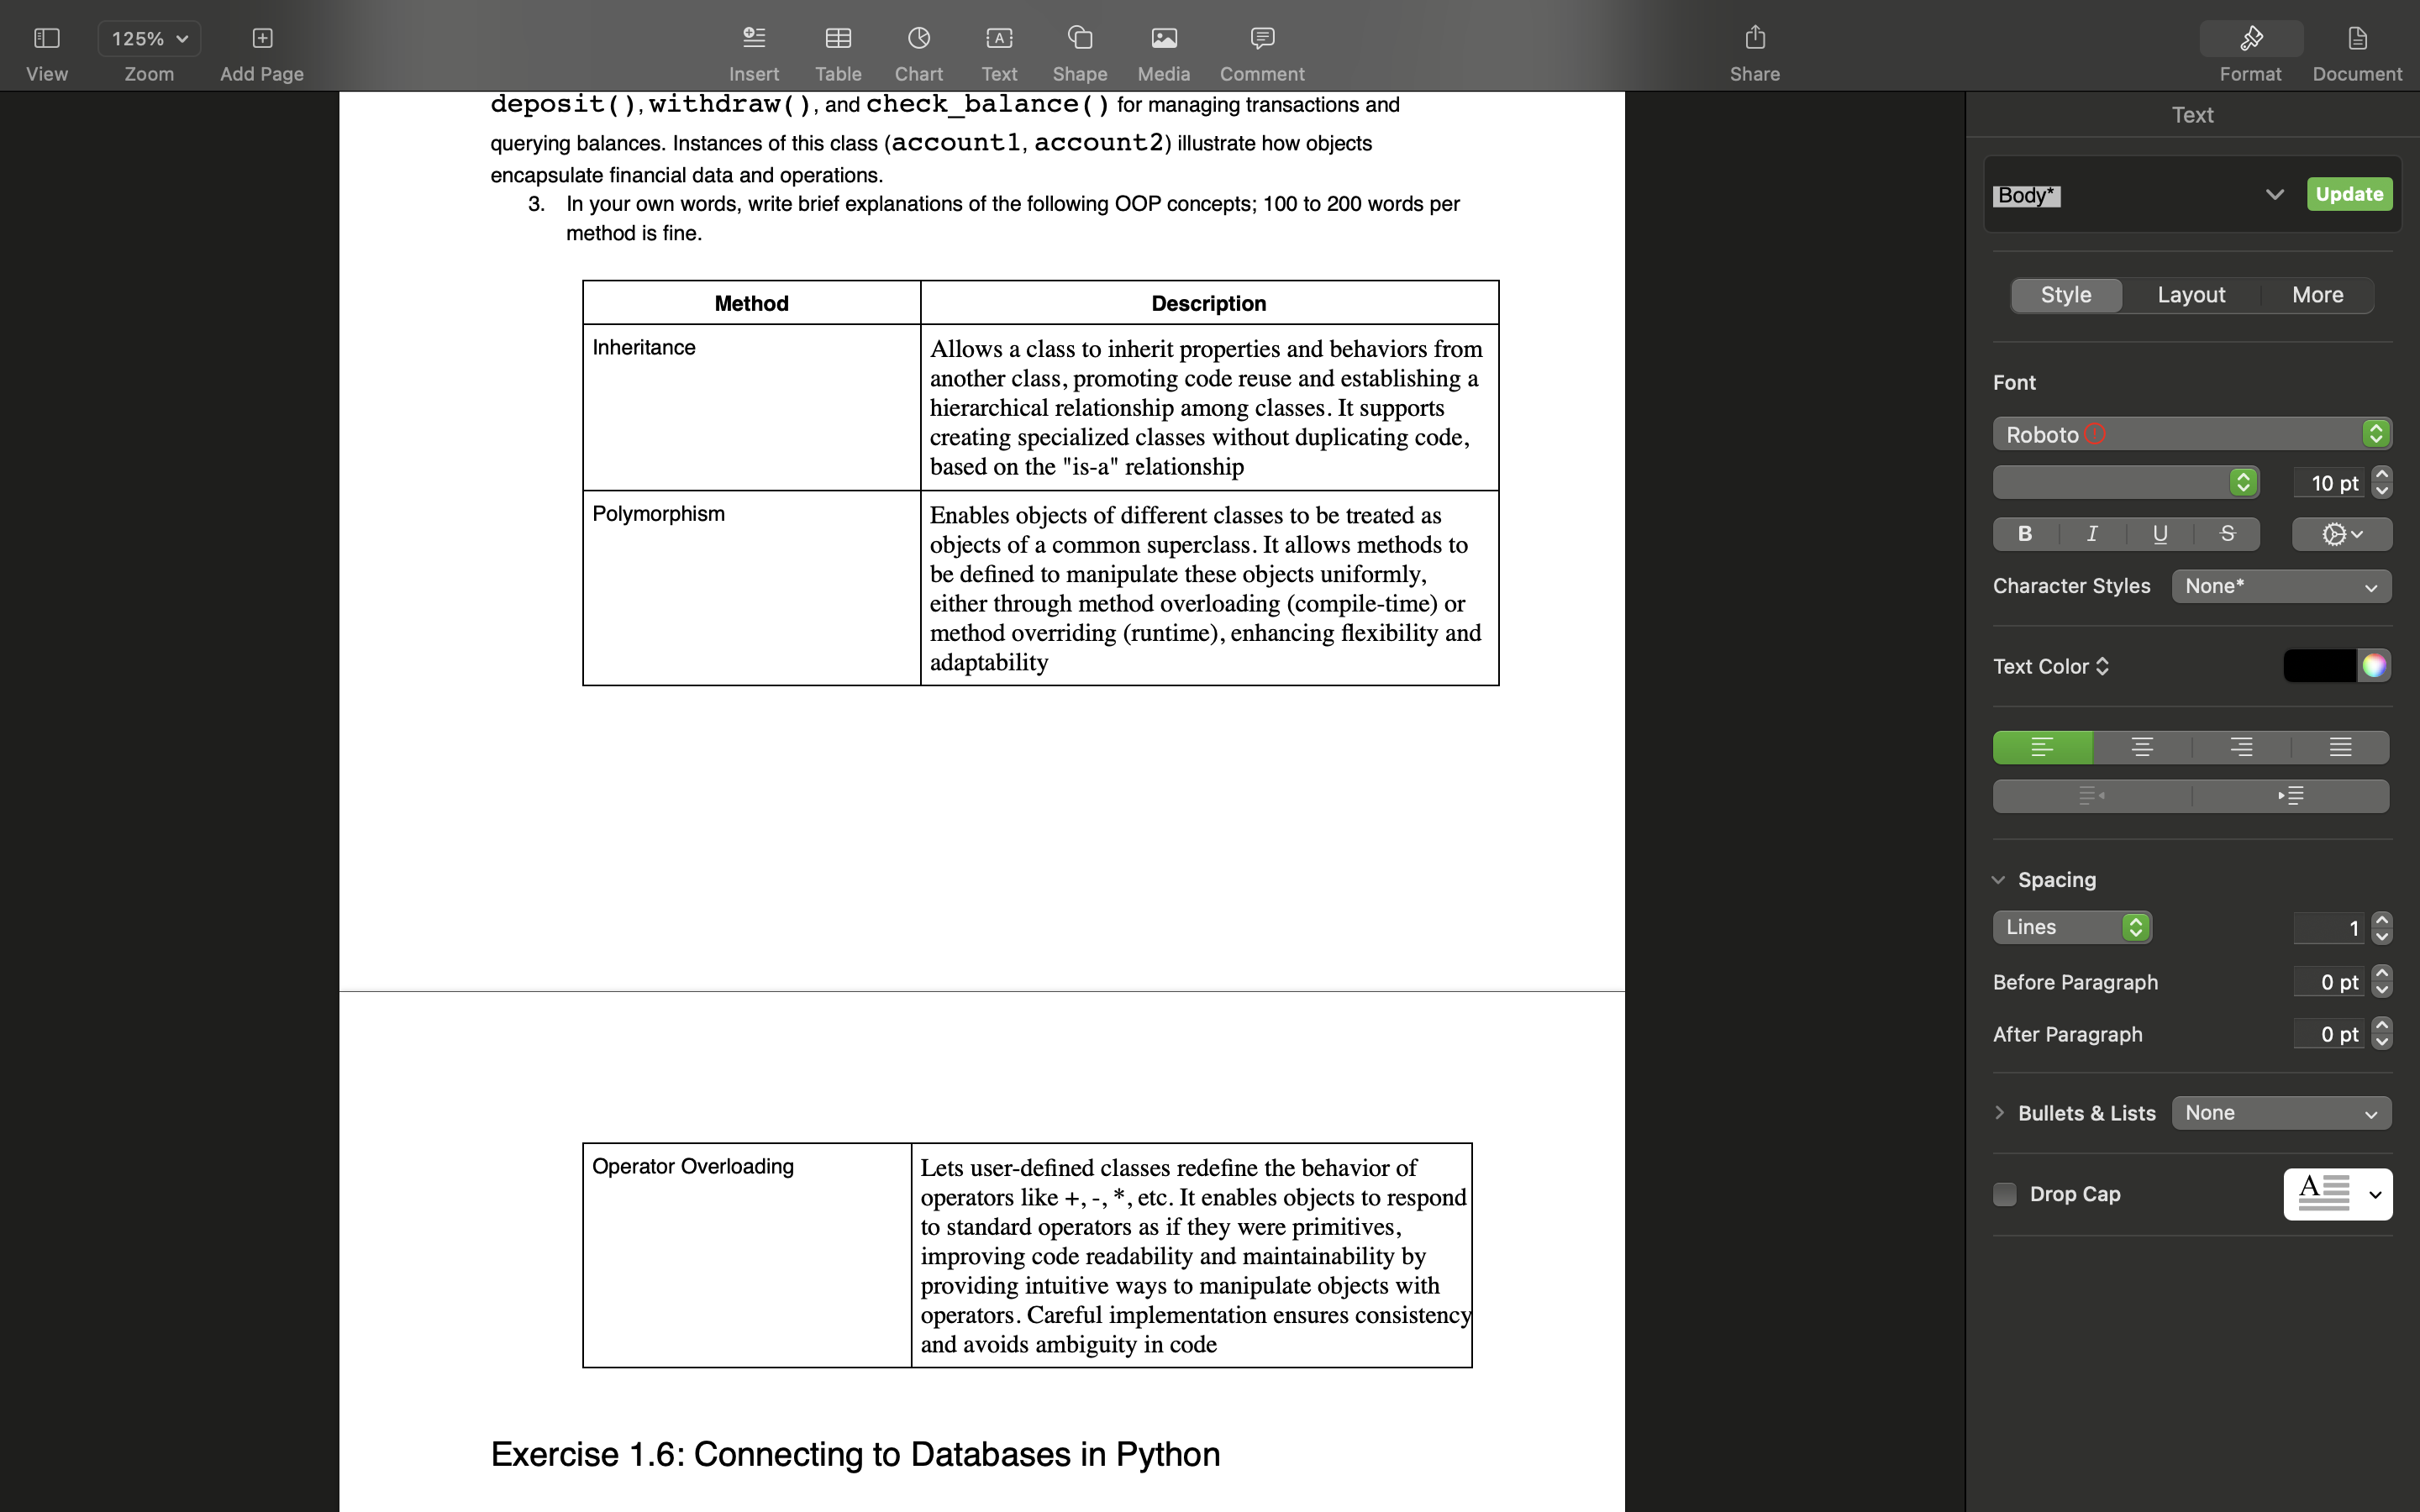 125%
View
Zoom
Add Page
Insert
Table
Chart
Text
Shape
Media
Comment
Share
Format
Document
deposit(), withdraw(), and check_balance() for managing transactions and
querying balances. Instances of this class (account1, account2) illustrate how objects
encapsulate financial data and operations.
3. In your own words, write brief explanations of the following OOP concepts; 100 to 200 words per
method is fine.
Method
Description
Inheritance
Allows a class to inherit properties and behaviors from
another class, promoting code reuse and establishing a
hierarchical relationship among classes. It supports
creating specialized classes without duplicating code,
based on the "is-a" relationship
Polymorphism
Enables objects of different classes to be treated as
objects of a common superclass. It allows methods to
be defined to manipulate these objects uniformly,
either through method overloading (compile-time) or
method overriding (runtime), enhancing flexibility and
adaptability
Operator Overloading
Lets user-defined classes redefine the behavior of
operators like +, -, *, etc. It enables objects to respond
to standard operators as if they were primitives,
improving code readability and maintainability by
providing intuitive ways to manipulate objects with
operators. Careful implementation ensures consistency
and avoids ambiguity in code
Exercise 1.6: Connecting to Databases in Python
Text
Body*
Update
Style
Layout
More
Font
Roboto
10 pt
B I U S
Character Styles
None*
Text Color
Spacing
Lines
1
Before Paragraph
0 pt
After Paragraph
0 pt
Bullets & Lists
None
Drop Cap
A